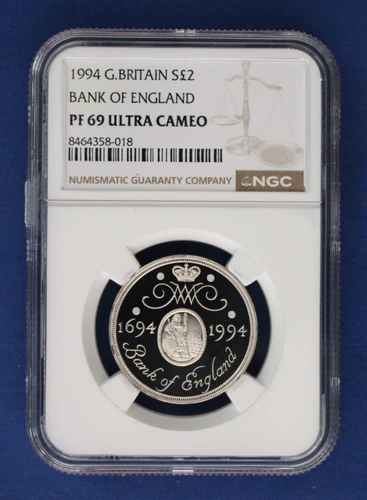 1994 G.BRITAIN S£2
BANK OF ENGLAND
PF 69 ULTRA CAMEO
8464358-018
NUMISMATIC GUARANTY COMPANY NGC
1694 1994
Bank of England